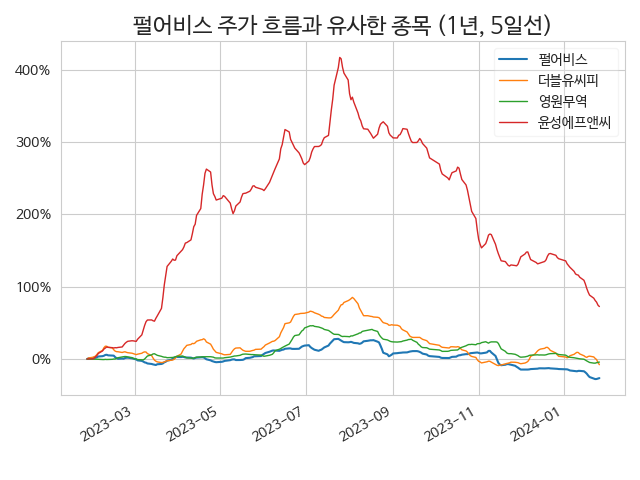 펄어비스 주가 흐름과 유사한 종목 (1년, 5일선)
펄어비스
더블유씨피
영원무역
윤성에프앤씨
400%
300%
200%
100%
0%
2023-03
2023-05
2023-07
2023-09
2023-11
2024-01